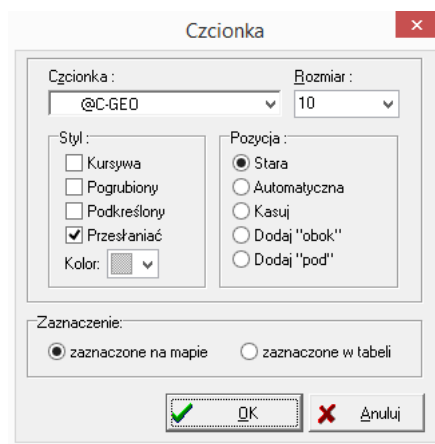 Czcionka
Czcionka : Rozmiar :
@C-GEO 10
Styl : Pozycja :
Kursywa Stara
Pogrubiony Automatyczna
Podkreślony Kasuj
Przesłaniać Dodaj "obok"
Kolor: Dodaj "pod"
Zaznaczenie:
zaznaczone na mapie zaznaczone w tabeli
OK Anuluj